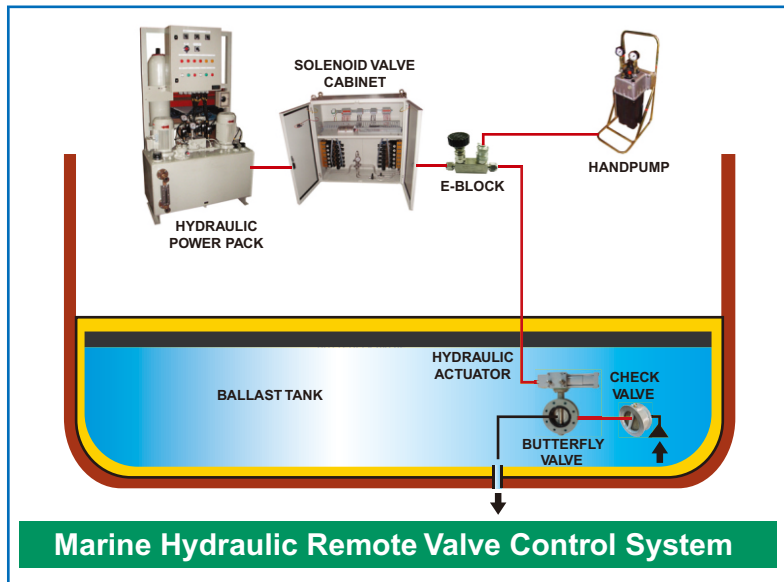 SOLENOID VALVE
CABINET
HANDPUMP
E-BLOCK
HYDRAULIC
POWER PACK
HYDRAULIC
ACTUATOR
CHECK
VALVE
BALLAST TANK
BUTTERFLY
VALVE
Marine Hydraulic Remote Valve Control System